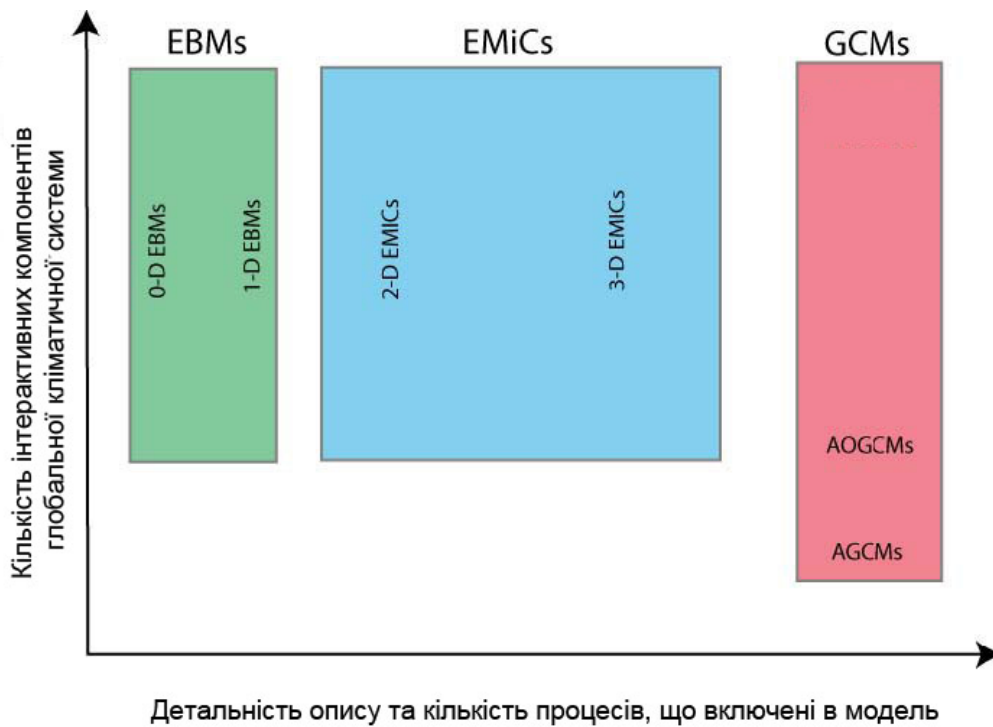 EBMs
EMiCs
GCMs
Кількість інтерактивних компонентів
глобальної кліматичної системи
0-D EBMs
1-D EBMs
2-D EMICs
3-D EMICs
AOGCMs
AGCMs
Детальність опису та кількість процесів, що включені в модель